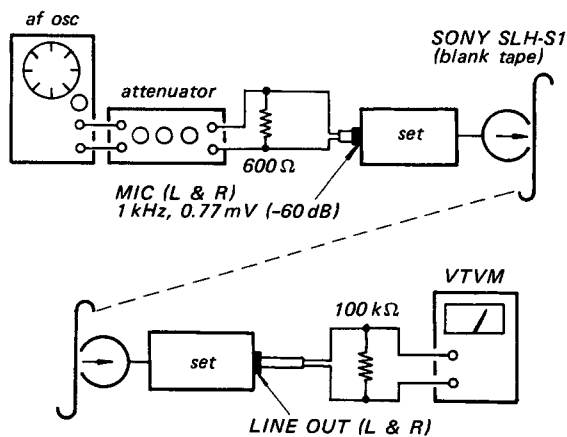 af osc
attenuator
SONY SLH-S1
(blank tape)
set
600Ω
MIC (L & R)
1 kHz, 0.77 mV (-60 dB)
VTVM
100 kΩ
set
LINE OUT (L & R)